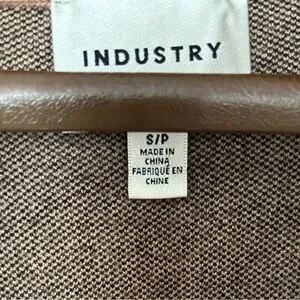 INDUSTRY
S/P
MADE IN
CHINA
FABRIQUÉ EN
CHINE